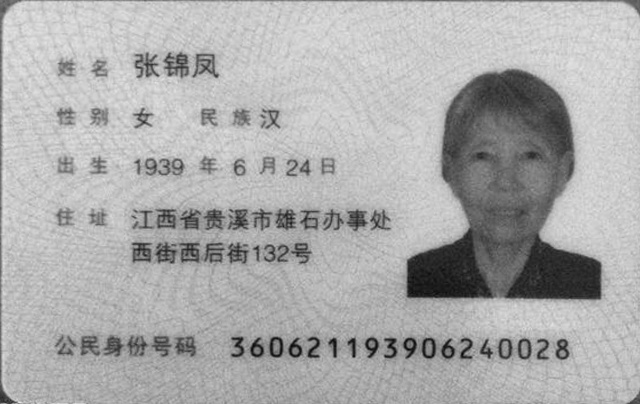 姓名 张锦凤
性别 女 民族 汉
出生 1939 年 6 月 24 日
住址 江西省贵溪市雄石办事处
西街西后街132号
公民身份号码 360621193906240028